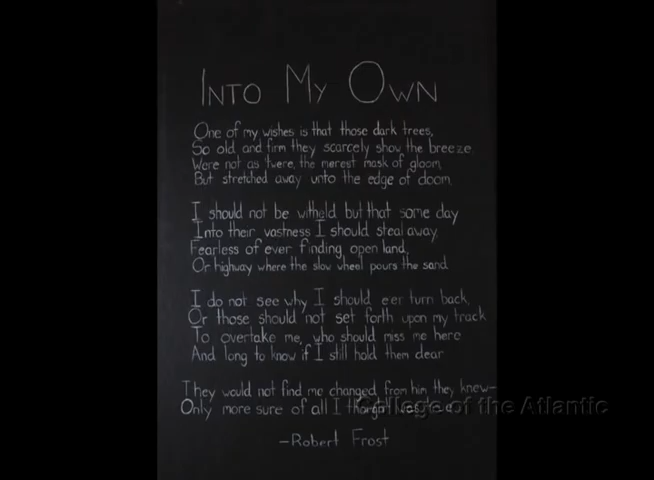 INTO MY OWN
One of my wishes is that those dark trees,
So old and firm they scarcely show the breeze
Were not as 'twere, the merest mask of gloom,
But stretched away unto the edge of doom.
I should not be witheld but that some day
Into their vastness I should steal away,
Fearless of ever finding open land,
Or highway where the slow wheel pours the sand.
I do not see why I should e'er turn back,
Or those should not set forth upon my track
To overtake me, who should miss me here
And long to know if I still hold them dear
They would not find me changed from him they knew—
Only more sure of all I
College of the Atlantic
—Robert Frost